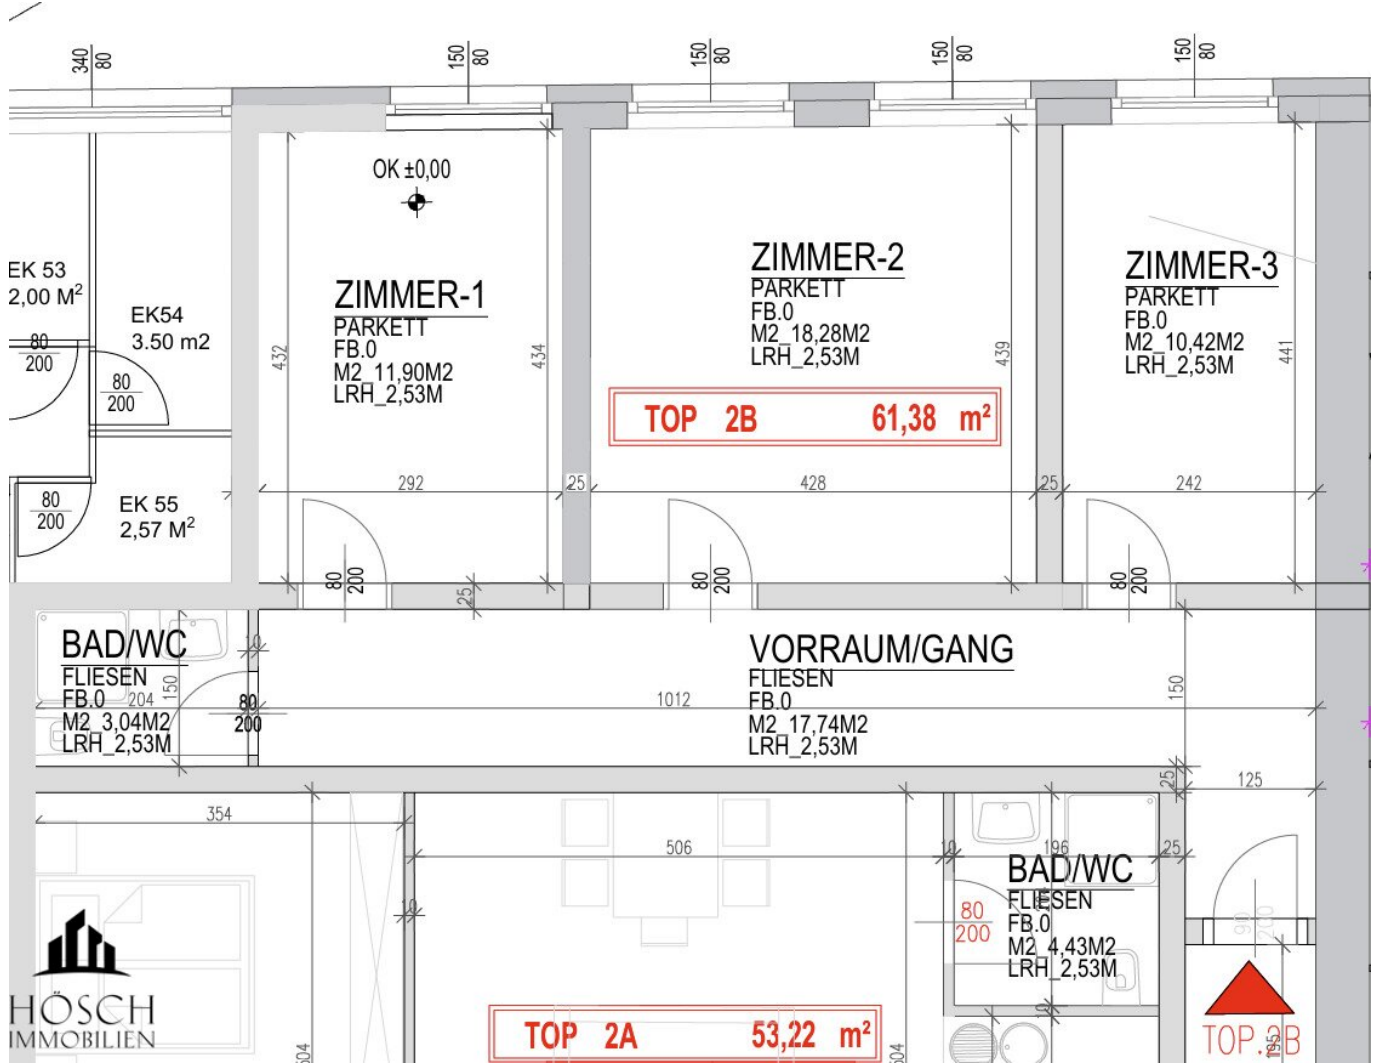 340
80
150
80
150
80
150
80
150
80
OK ±0,00
EK 53
2,00 M²
80
200
EK54
3.50 m2
80
200
EK 55
2,57 M²
80
200
ZIMMER-1
PARKETT
FB.0
M2_11,90M2
LRH_2,53M
432
434
292
25
ZIMMER-2
PARKETT
FB.0
M2_18,28M2
LRH_2,53M
439
TOP 2B 61,38 m²
428
25
ZIMMER-3
PARKETT
FB.0
M2_10,42M2
LRH_2,53M
441
242
80
200
25
80
200
80
200
BAD/WC
FLIESEN
FB.0
M2_3,04M2
LRH_2,53M
204
150
10
80
200
VORRAUM/GANG
FLIESEN
FB.0
M2_17,74M2
LRH_2,53M
1012
150
25
125
354
506
10
196
25
10
BAD/WC
FLIESEN
FB.0
M2_4,43M2
LRH_2,53M
80
200
10
90
200
HÖSCH
IMMOBILIEN
TOP 2A 53,22 m²
504
504
TOP.2B
195